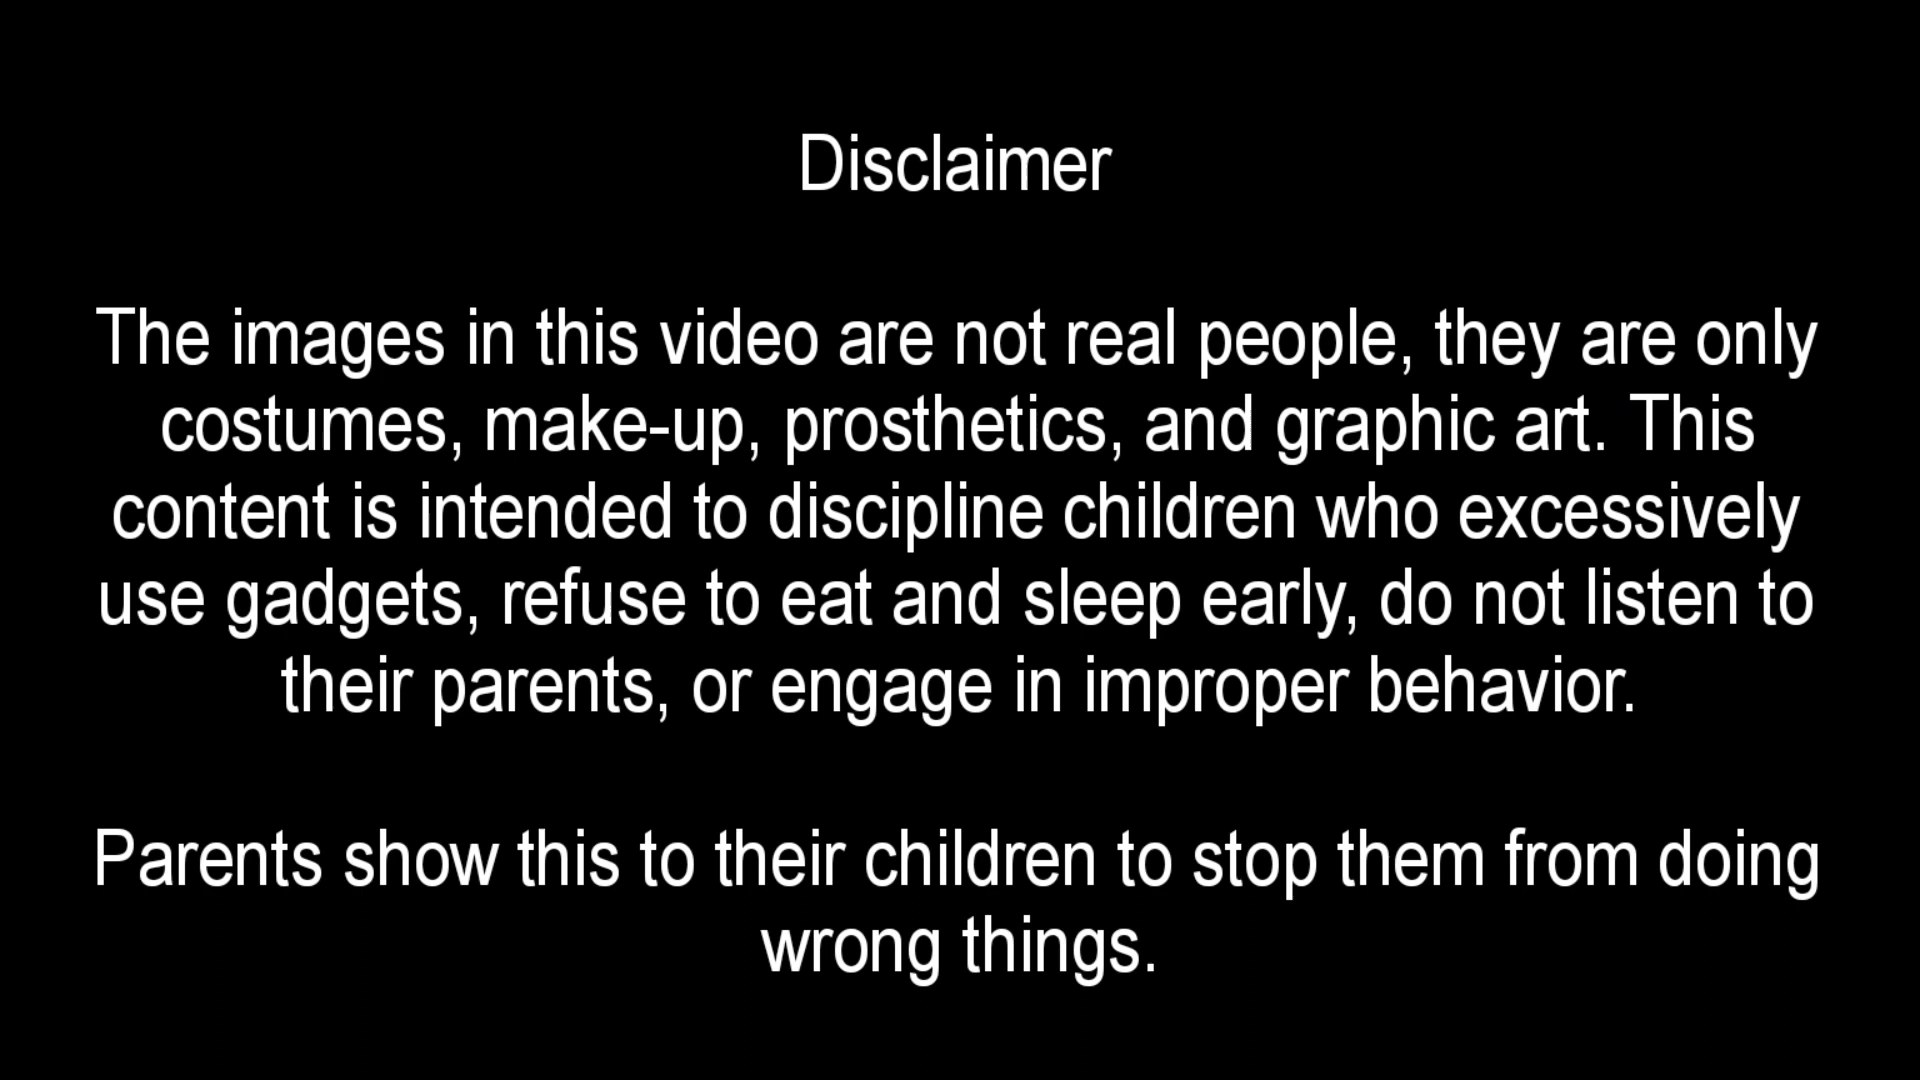 Disclaimer
The images in this video are not real people, they are only
costumes, make-up, prosthetics, and graphic art. This
content is intended to discipline children who excessively
use gadgets, refuse to eat and sleep early, do not listen to
their parents, or engage in improper behavior.
Parents show this to their children to stop them from doing
wrong things.